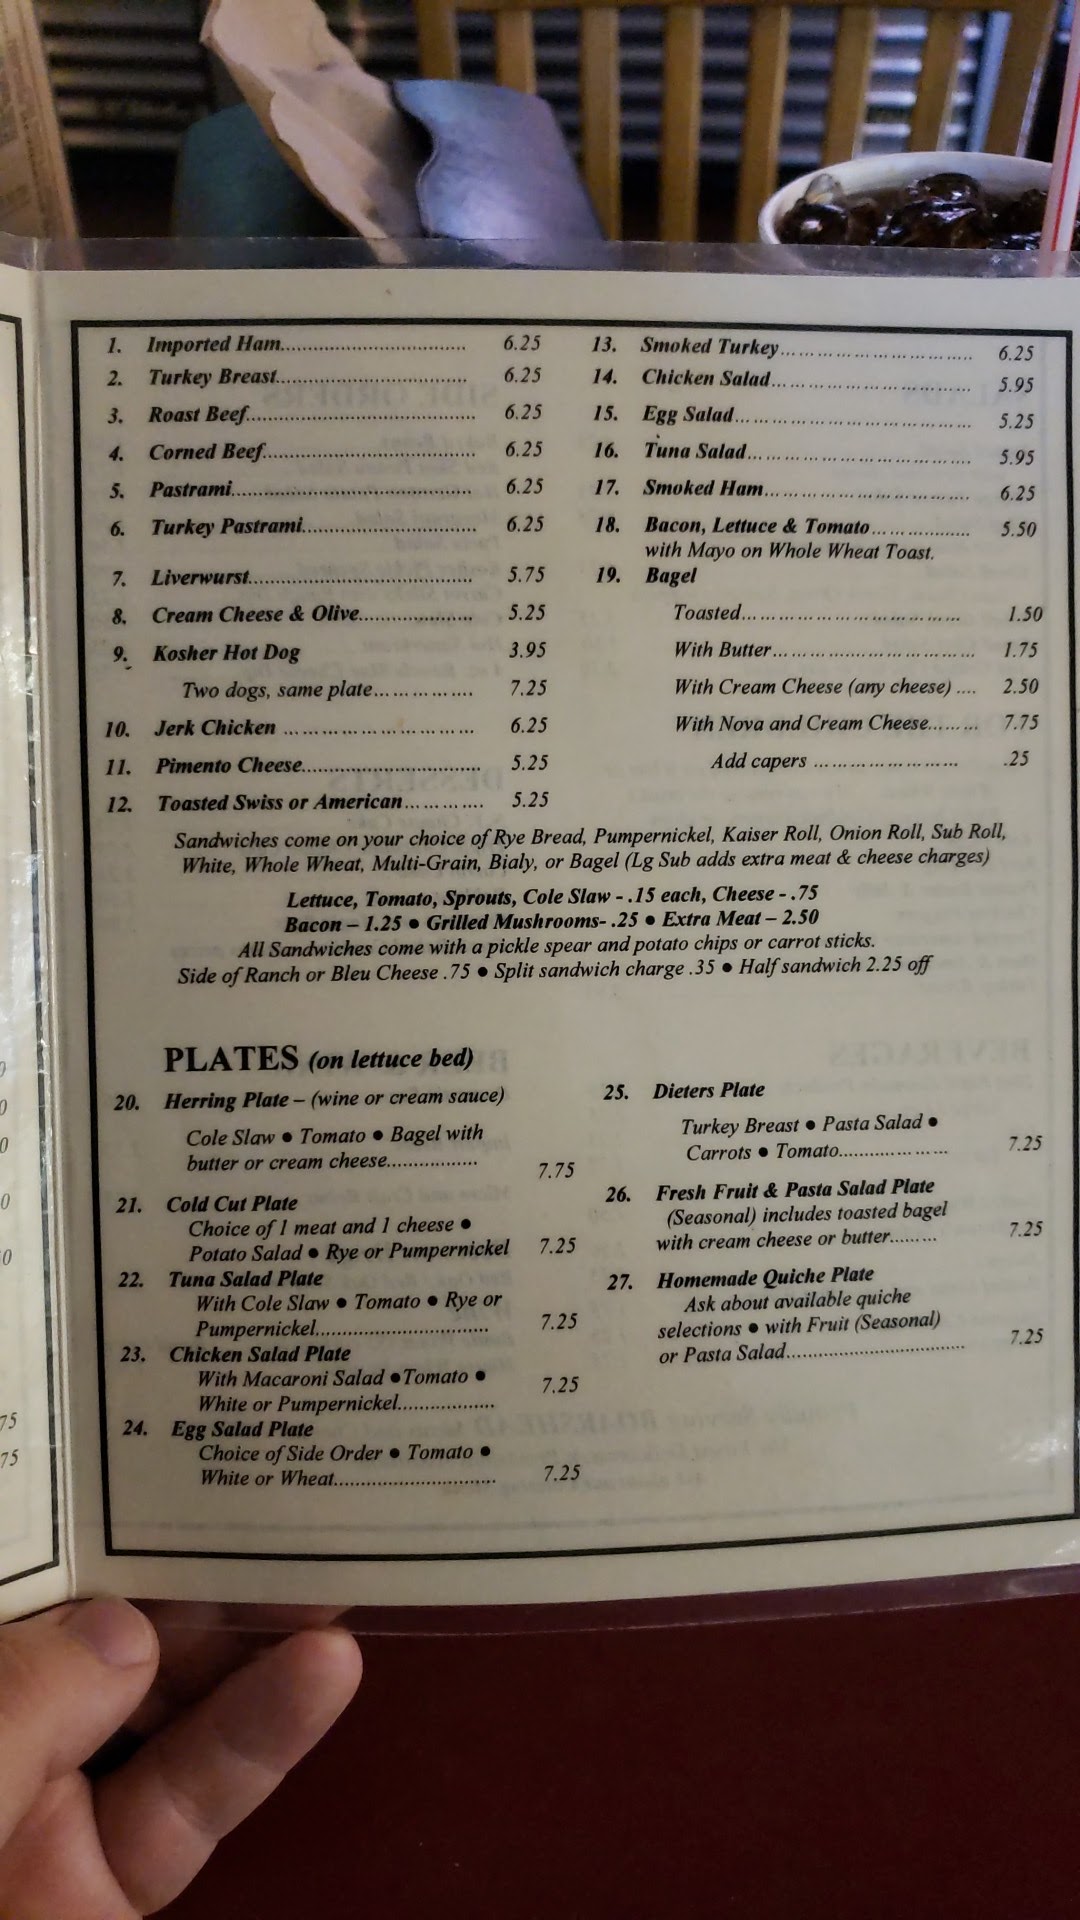 1. Imported Ham.............................. 6.25
2. Turkey Breast............................... 6.25
3. Roast Beef..................................... 6.25
4. Corned Beef.................................. 6.25
5. Pastrami....................................... 6.25
6. Turkey Pastrami............................ 6.25
7. Liverwurst.................................... 5.75
8. Cream Cheese & Olive................... 5.25
9. Kosher Hot Dog 3.95
Two dogs, same plate................ 7.25
10. Jerk Chicken ................................ 6.25
11. Pimento Cheese............................. 5.25
12. Toasted Swiss or American............. 5.25
13. Smoked Turkey................................ 6.25
14. Chicken Salad................................. 5.95
15. Egg Salad....................................... 5.25
16. Tuna Salad..................................... 5.95
17. Smoked Ham.................................. 6.25
18. Bacon, Lettuce & Tomato................. 5.50
with Mayo on Whole Wheat Toast.
19. Bagel
Toasted..................................... 1.50
With Butter................................. 1.75
With Cream Cheese (any cheese) .... 2.50
With Nova and Cream Cheese......... 7.75
Add capers ........................ .25
Sandwiches come on your choice of Rye Bread, Pumpernickel, Kaiser Roll, Onion Roll, Sub Roll,
White, Whole Wheat, Multi-Grain, Bialy, or Bagel (Lg Sub adds extra meat & cheese charges)
Lettuce, Tomato, Sprouts, Cole Slaw - .15 each, Cheese - .75
Bacon – 1.25 ● Grilled Mushrooms- .25 ● Extra Meat – 2.50
All Sandwiches come with a pickle spear and potato chips or carrot sticks.
Side of Ranch or Bleu Cheese .75 ● Split sandwich charge .35 ● Half sandwich 2.25 off
PLATES (on lettuce bed)
20. Herring Plate – (wine or cream sauce)
Cole Slaw ● Tomato ● Bagel with
butter or cream cheese................ 7.75
21. Cold Cut Plate
Choice of 1 meat and 1 cheese ●
Potato Salad ● Rye or Pumpernickel 7.25
22. Tuna Salad Plate
With Cole Slaw ● Tomato ● Rye or
Pumpernickel................................ 7.25
23. Chicken Salad Plate
With Macaroni Salad ●Tomato ● 7.25
White or Pumpernickel.................
24. Egg Salad Plate
Choice of Side Order ● Tomato ●
White or Wheat............................ 7.25
25. Dieters Plate
Turkey Breast ● Pasta Salad ●
Carrots ● Tomato..................... 7.25
26. Fresh Fruit & Pasta Salad Plate
(Seasonal) includes toasted bagel
with cream cheese or butter......... 7.25
27. Homemade Quiche Plate
Ask about available quiche
selections ● with Fruit (Seasonal)
or Pasta Salad............................... 7.25
75
75